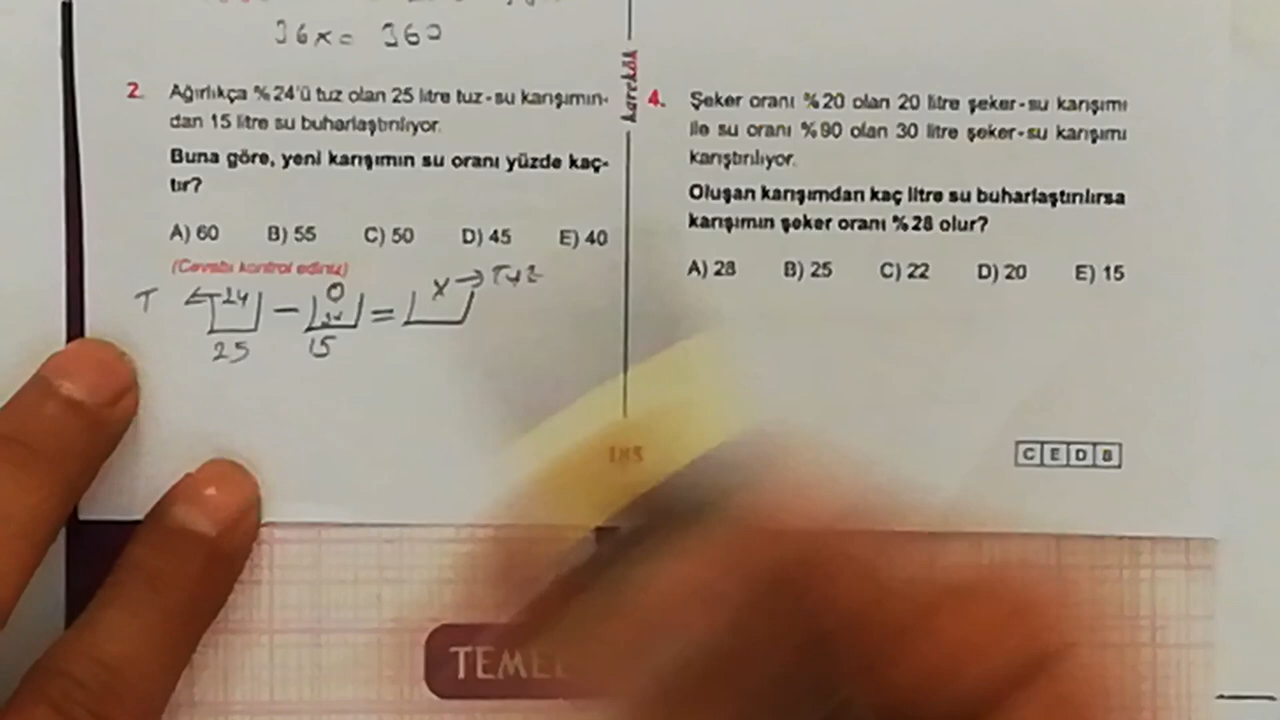 36x = 360
2. Ağırlıkça %24'ü tuz olan 25 litre tuz-su karışımın-
dan 15 litre su buharlaştırılıyor.
Buna göre, yeni karışımın su oranı yüzde kaç-
tır?
A) 60 B) 55 C) 50 D) 45 E) 40
(Cevabı kontrol ediniz)
T ← 24 - 0 = x → Tuz
25 15
karekök
4. Şeker oranı %20 olan 20 litre şeker-su karışımı
ile su oranı %90 olan 30 litre şeker-su karışımı
karıştırılıyor.
Oluşan karışımdan kaç litre su buharlaştırılırsa
karışımın şeker oranı %28 olur?
A) 28 B) 25 C) 22 D) 20 E) 15
185
C E D B